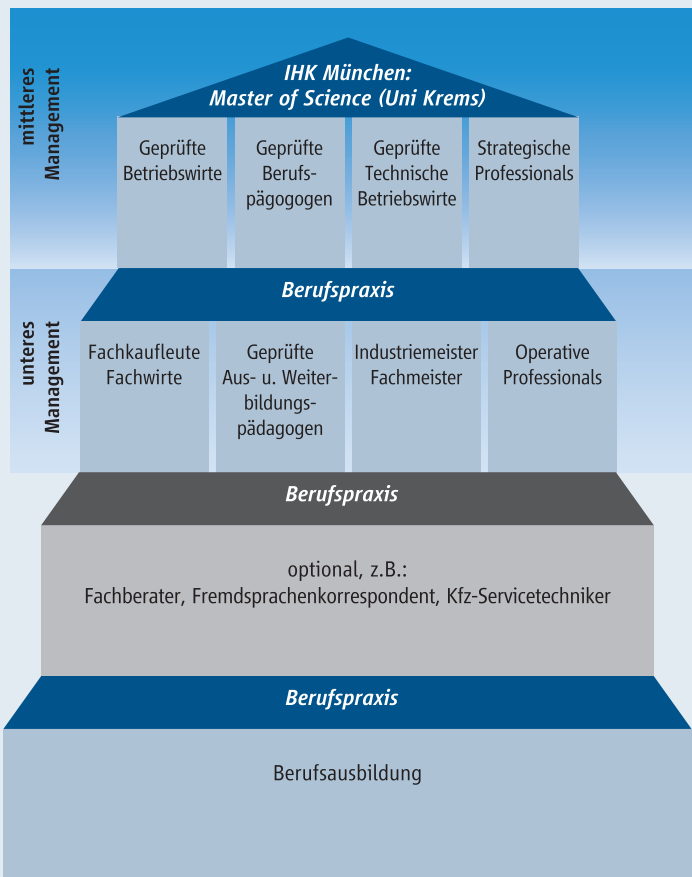 mittleres
Management
IHK München:
Master of Science (Uni Krems)
Geprüfte
Betriebswirte
Geprüfte
Berufs-
pägogogen
Geprüfte
Technische
Betriebswirte
Strategische
Professionals
Berufspraxis
unteres
Management
Fachkaufleute
Fachwirte
Geprüfte
Aus- u. Weiter-
bildungs-
pädagogen
Industriemeister
Fachmeister
Operative
Professionals
Berufspraxis
optional, z.B.:
Fachberater, Fremdsprachenkorrespondent, Kfz-Servicetechniker
Berufspraxis
Berufsausbildung